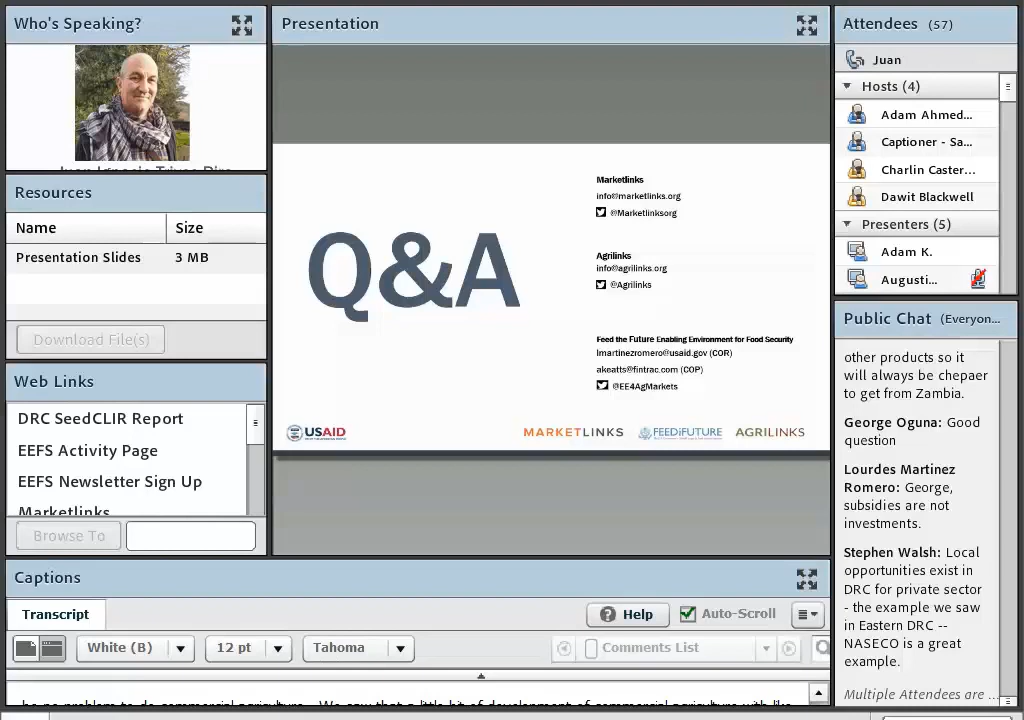 Who's Speaking?
Resources
Name Size
Presentation Slides 3 MB
Download File(s)
Web Links
DRC SeedCLIR Report
EEFS Activity Page
EEFS Newsletter Sign Up
Marketlinks
Browse To
Presentation
Q&A
Marketlinks
info@marketlinks.org
@Marketlinksorg
Agrilinks
info@agrilinks.org
@Agrilinks
Feed the Future Enabling Environment for Food Security
lmartinezromero@usaid.gov (COR)
akeatts@fintrac.com (COP)
@EE4AgMarkets
USAID
MARKETLINKS
FEED FUTURE
AGRILINKS
Captions
Transcript
Help
Auto-Scroll
White (B)
12 pt
Tahoma
Comments List
Attendees (57)
Juan
Hosts (4)
Adam Ahmed...
Captioner - Sa...
Charlin Caster...
Dawit Blackwell
Presenters (5)
Adam K.
Augusti...
Public Chat (Everyon...
other products so it
will always be chepaer
to get from Zambia.
George Oguna: Good
question
Lourdes Martinez
Romero: George,
subsidies are not
investments.
Stephen Walsh: Local
opportunities exist in
DRC for private sector
- the example we saw
in Eastern DRC --
NASECO is a great
example.
Multiple Attendees are ...